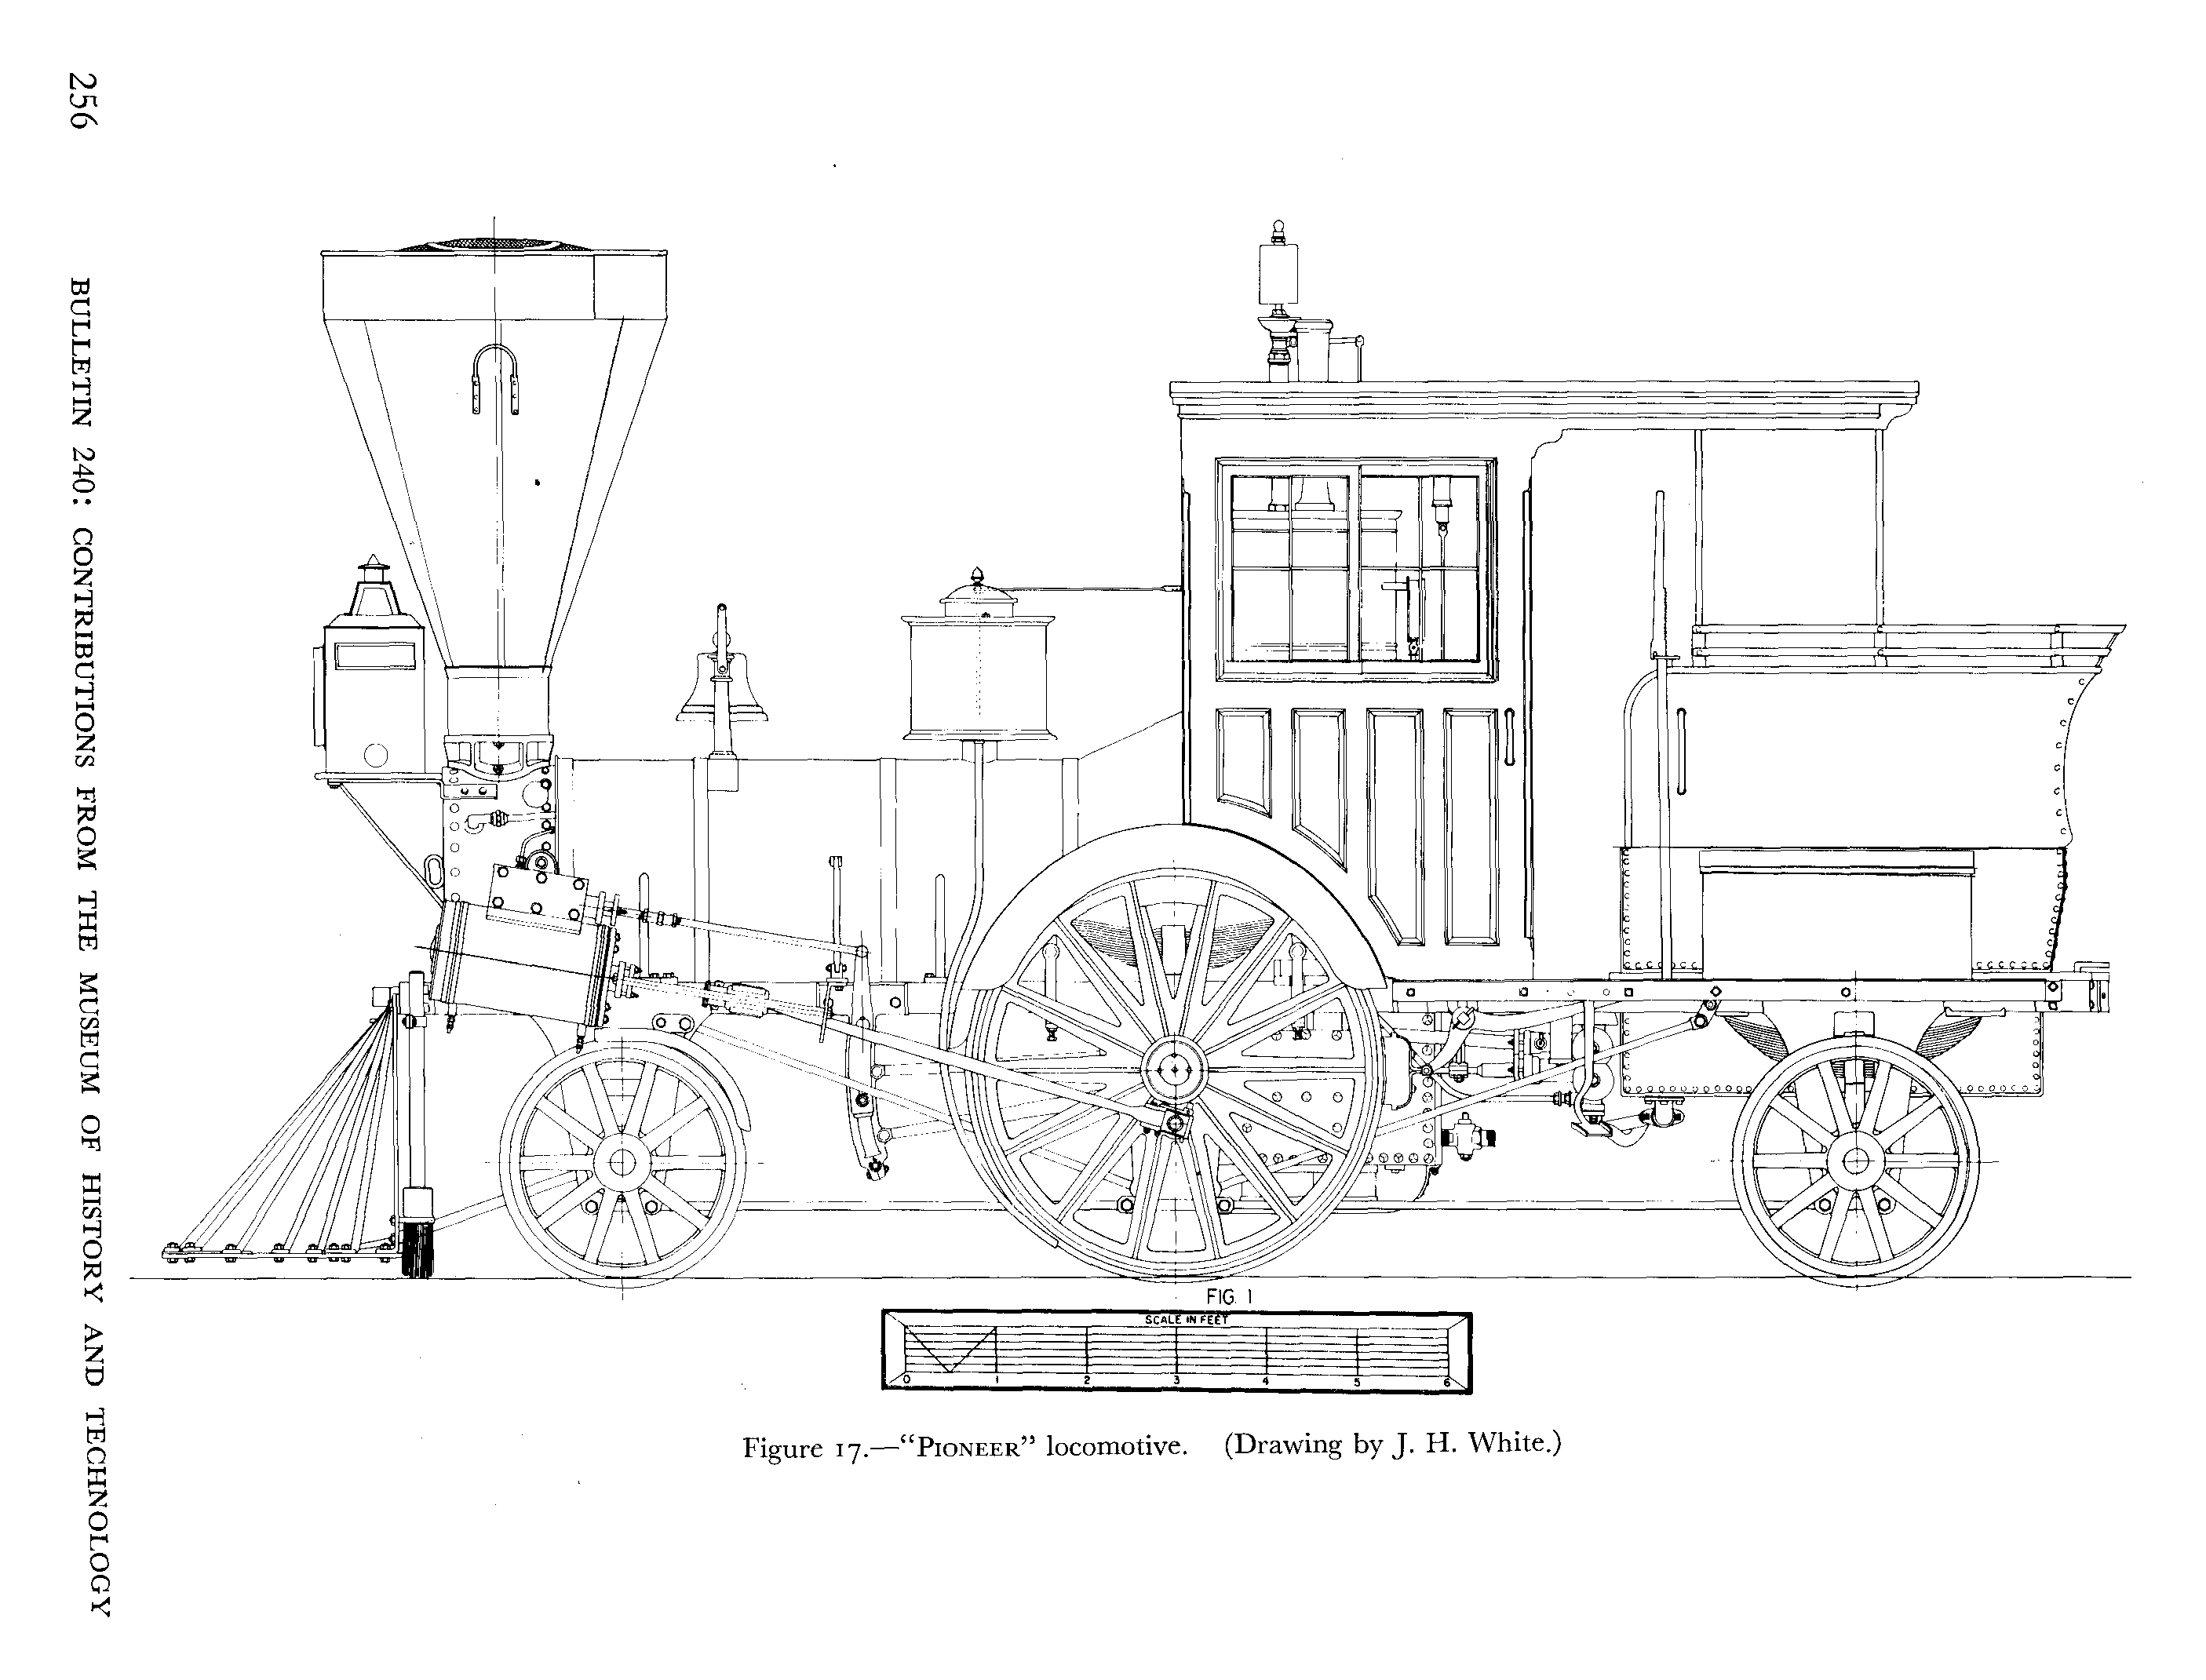 256 BULLETIN 240: CONTRIBUTIONS FROM THE MUSEUM OF HISTORY AND TECHNOLOGY
FIG. 1
SCALE IN FEET
0 1 2 3 4 5 6
Figure 17.—“PIONEER” locomotive. (Drawing by J. H. White.)